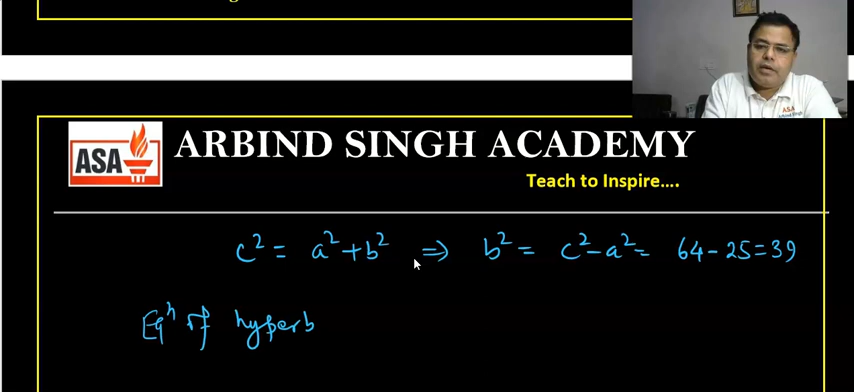 ASA
ARBIND SINGH ACADEMY
Teach to Inspire....
c² = a² + b² ⇒ b² = c² - a² = 64 - 25 = 39
Eqⁿ of hyperb